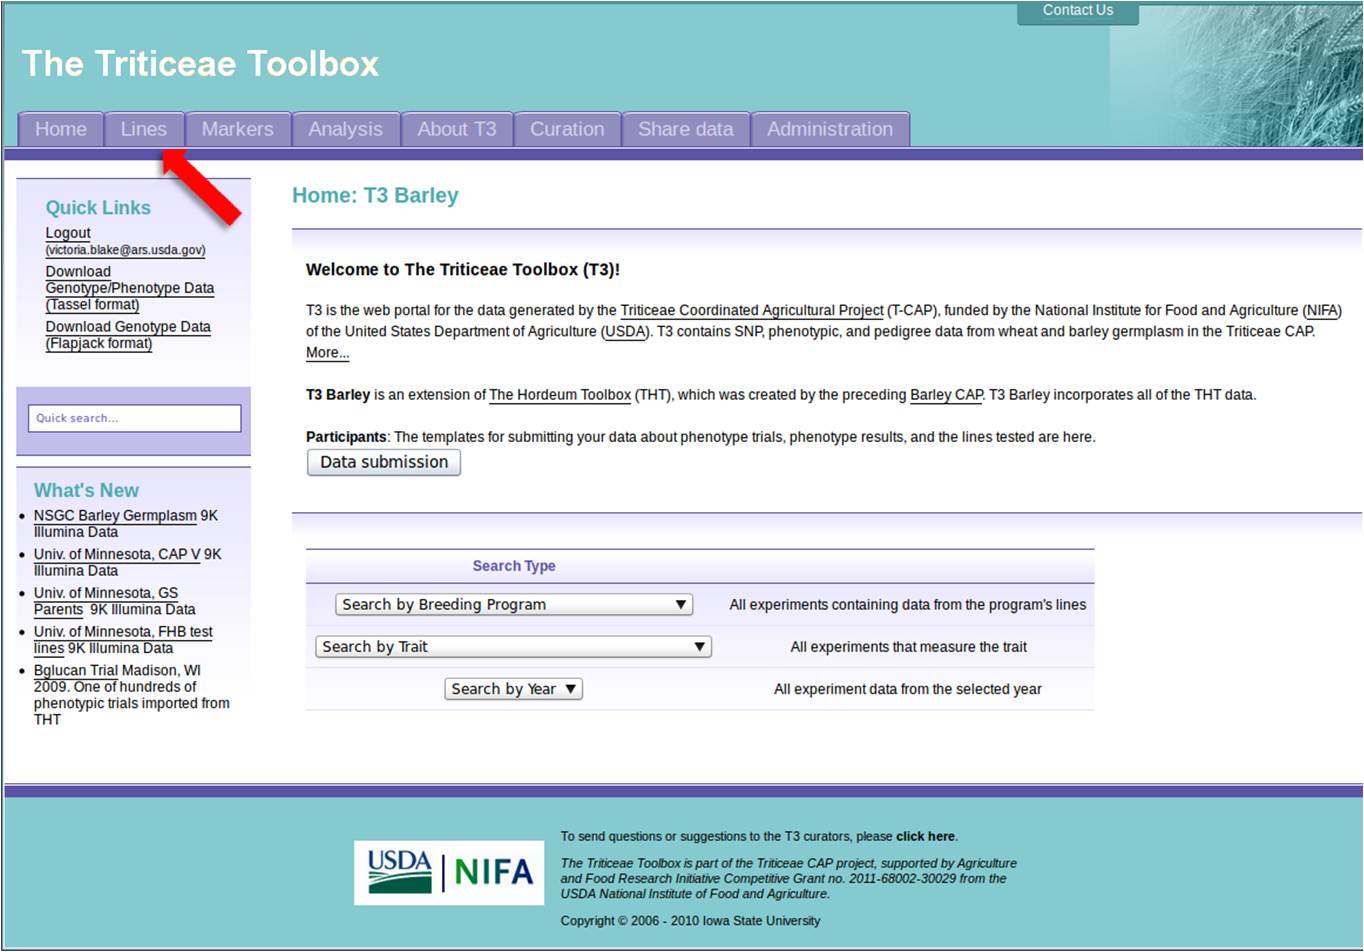 Contact Us
The Triticeae Toolbox
Home
Lines
Markers
Analysis
About T3
Curation
Share data
Administration
Quick Links
Logout
(victoria.blake@ars.usda.gov)
Download
Genotype/Phenotype Data
(Tassel format)
Download Genotype Data
(Flapjack format)
Quick search...
What's New
NSGC Barley Germplasm 9K
Illumina Data
Univ. of Minnesota, CAP V 9K
Illumina Data
Univ. of Minnesota, GS
Parents 9K Illumina Data
Univ. of Minnesota, FHB test
lines 9K Illumina Data
Bglucan Trial Madison, WI
2009. One of hundreds of
phenotypic trials imported from
THT
Home: T3 Barley
Welcome to The Triticeae Toolbox (T3)!
T3 is the web portal for the data generated by the Triticeae Coordinated Agricultural Project (T-CAP), funded by the National Institute for Food and Agriculture (NIFA)
of the United States Department of Agriculture (USDA). T3 contains SNP, phenotypic, and pedigree data from wheat and barley germplasm in the Triticeae CAP.
More...
T3 Barley is an extension of The Hordeum Toolbox (THT), which was created by the preceding Barley CAP. T3 Barley incorporates all of the THT data.
Participants: The templates for submitting your data about phenotype trials, phenotype results, and the lines tested are here.
Data submission
Search Type
Search by Breeding Program
All experiments containing data from the program's lines
Search by Trait
All experiments that measure the trait
Search by Year
All experiment data from the selected year
USDA
NIFA
To send questions or suggestions to the T3 curators, please click here.
The Triticeae Toolbox is part of the Triticeae CAP project, supported by Agriculture
and Food Research Initiative Competitive Grant no. 2011-68002-30029 from the
USDA National Institute of Food and Agriculture.
Copyright © 2006 - 2010 Iowa State University